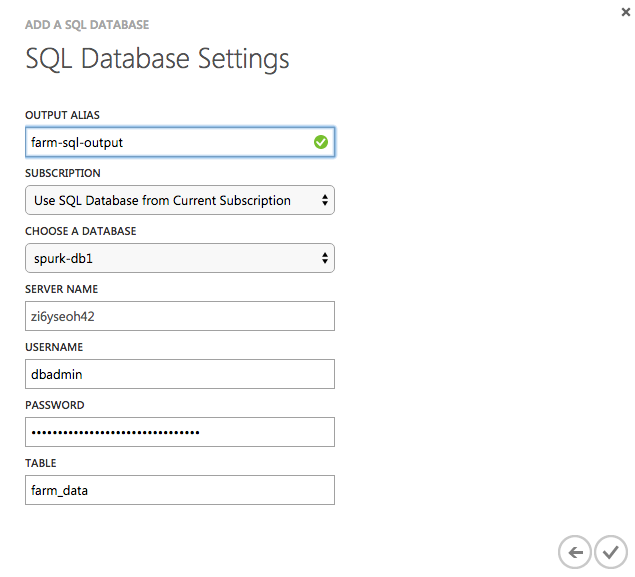 ADD A SQL DATABASE
SQL Database Settings
OUTPUT ALIAS
farm-sql-output
SUBSCRIPTION
Use SQL Database from Current Subscription
CHOOSE A DATABASE
spurk-db1
SERVER NAME
zi6yseoh42
USERNAME
dbadmin
PASSWORD
••••••••••••••••••••••••••••••••
TABLE
farm_data